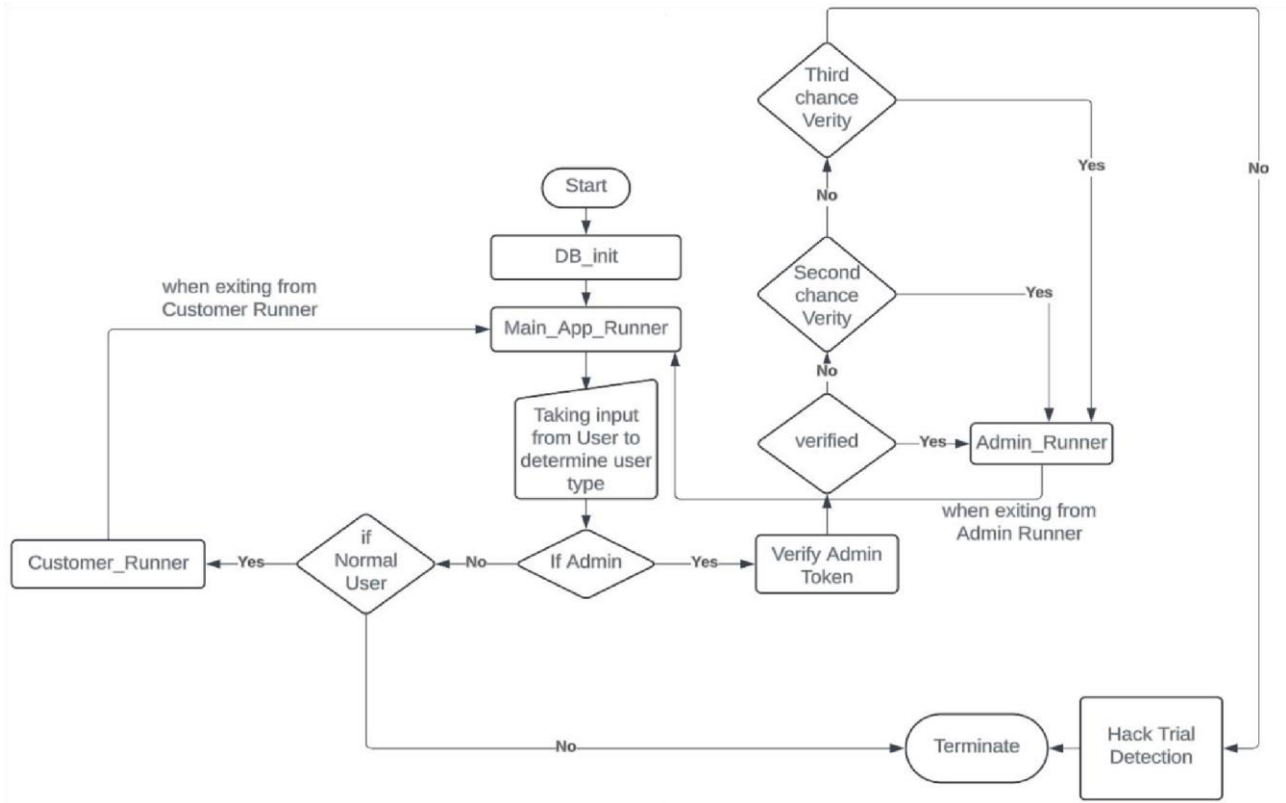 Third
chance
Verity
Yes
No
No
Start
DB_init
Second
chance
Verity
Yes
when exiting from
Customer Runner
Main_App_Runner
No
Taking input
from User to
determine user
type
verified
Yes
Admin_Runner
when exiting from
Admin Runner
if
Normal
User
Customer_Runner
Yes
No
If Admin
Yes
Verify Admin
Token
No
Terminate
Hack Trial
Detection